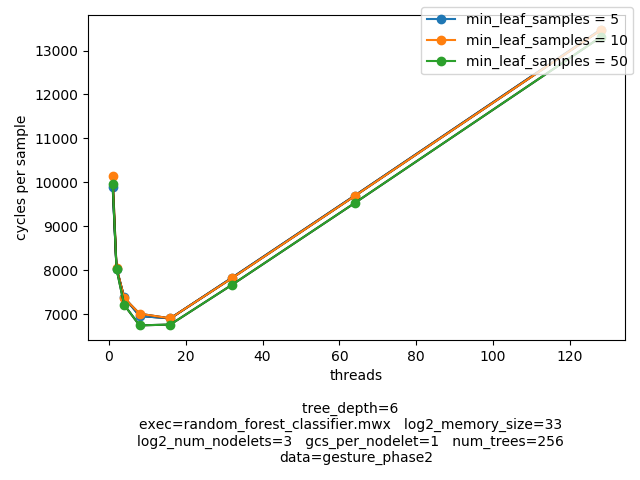 min_leaf_samples = 5
min_leaf_samples = 10
min_leaf_samples = 50
13000
12000
11000
10000
9000
8000
7000
cycles per sample
0 20 40 60 80 100 120
threads
tree_depth=6
exec=random_forest_classifier.mwx log2_memory_size=33
log2_num_nodelets=3 gcs_per_nodelet=1 num_trees=256
data=gesture_phase2